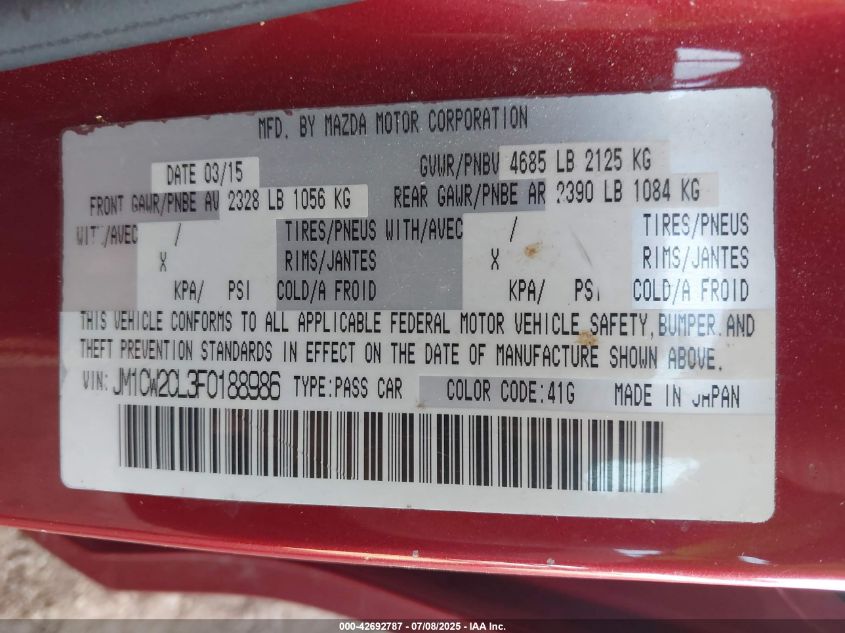 MFD. BY MAZDA MOTOR CORPORATION
DATE 03/15 GVWR/PNBV 4685 LB 2125 KG
FRONT GAWR/PNBE AV 2328 LB 1056 KG REAR GAWR/PNBE AR 2390 LB 1084 KG
WITH/AVEC / TIRES/PNEUS WITH/AVEC / TIRES/PNEUS
X RIMS/JANTES X RIMS/JANTES
KPA/ PSI COLD/A FROID KPA/ PSI COLD/A FROID
THIS VEHICLE CONFORMS TO ALL APPLICABLE FEDERAL MOTOR VEHICLE SAFETY, BUMPER AND
THEFT PREVENTION STANDARDS IN EFFECT ON THE DATE OF MANUFACTURE SHOWN ABOVE.
VIN: JM1CW2CL3F0188986 TYPE:PASS CAR COLOR CODE:41G MADE IN JAPAN
000-42692787 - 07/08/2025 - IAA Inc.